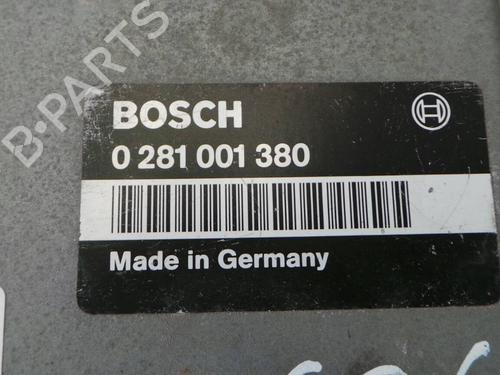 B-PARTS
BOSCH
0 281 001 380
Made in Germany